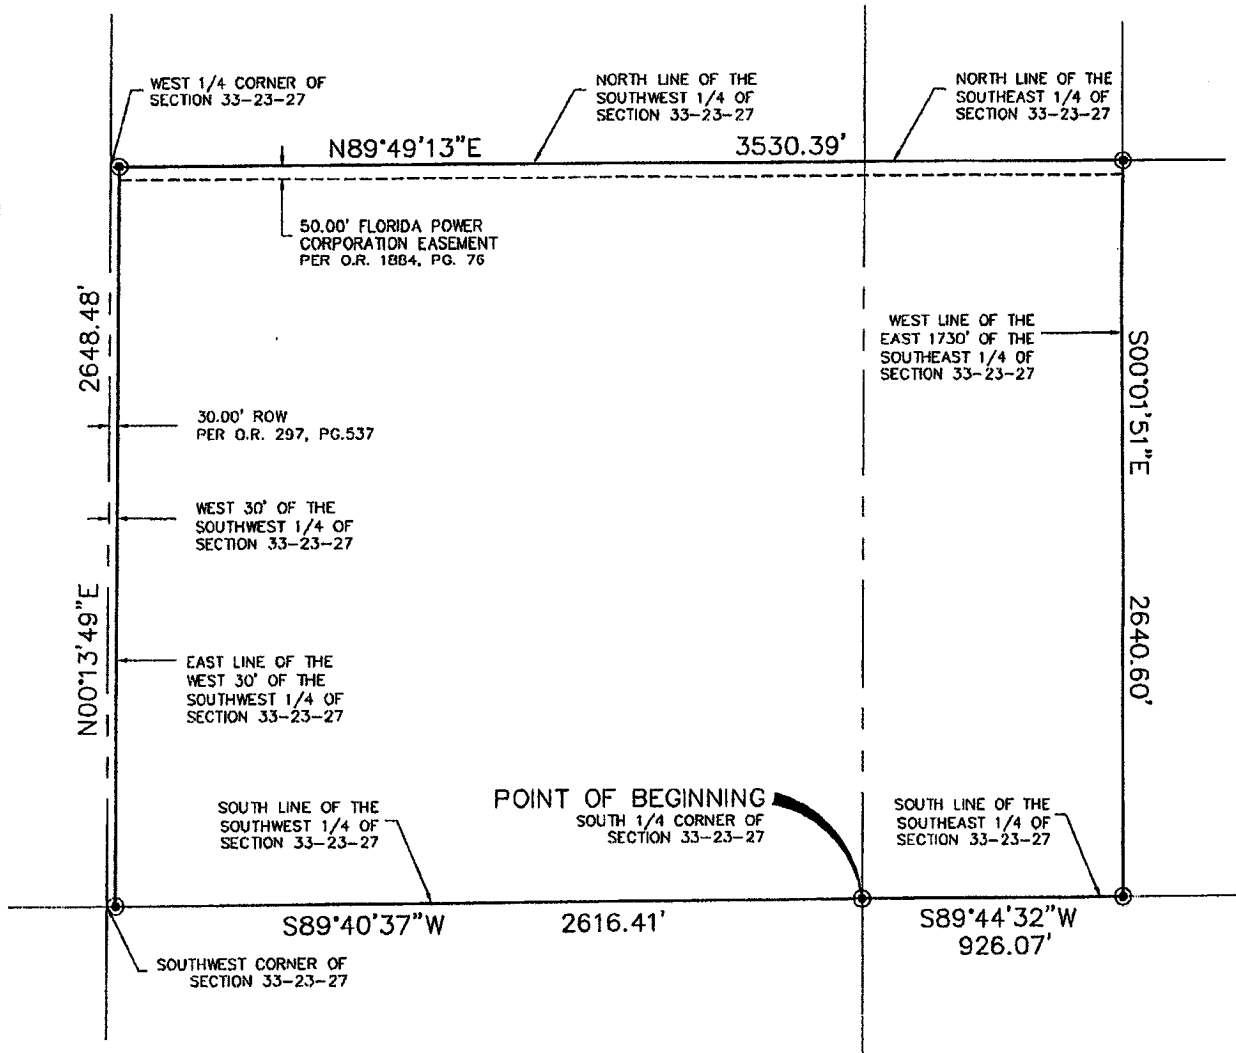 WEST 1/4 CORNER OF
SECTION 33-23-27
NORTH LINE OF THE
SOUTHWEST 1/4 OF
SECTION 33-23-27
NORTH LINE OF THE
SOUTHEAST 1/4 OF
SECTION 33-23-27
N89°49'13"E
3530.39'
50.00' FLORIDA POWER
CORPORATION EASEMENT
PER O.R. 1884, PG. 76
2648.48'
WEST LINE OF THE
EAST 1730' OF THE
SOUTHEAST 1/4 OF
SECTION 33-23-27
S00°01'51"E
30.00' ROW
PER O.R. 297, PG.537
WEST 30' OF THE
SOUTHWEST 1/4 OF
SECTION 33-23-27
N00°13'49"E
2640.60'
EAST LINE OF THE
WEST 30' OF THE
SOUTHWEST 1/4 OF
SECTION 33-23-27
SOUTH LINE OF THE
SOUTHWEST 1/4 OF
SECTION 33-23-27
POINT OF BEGINNING
SOUTH 1/4 CORNER OF
SECTION 33-23-27
SOUTH LINE OF THE
SOUTHEAST 1/4 OF
SECTION 33-23-27
S89°40'37"W
2616.41'
S89°44'32"W
926.07'
SOUTHWEST CORNER OF
SECTION 33-23-27